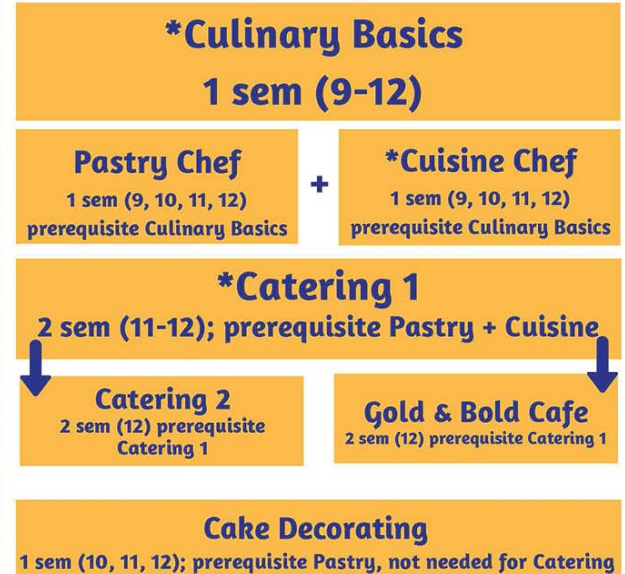 *Culinary Basics
1 sem (9-12)
Pastry Chef
1 sem (9, 10, 11, 12)
prerequisite Culinary Basics
+
*Cuisine Chef
1 sem (9, 10, 11, 12)
prerequisite Culinary Basics
*Catering 1
2 sem (11-12); prerequisite Pastry + Cuisine
Catering 2
2 sem (12) prerequisite
Catering 1
Gold & Bold Cafe
2 sem (12) prerequisite Catering 1
Cake Decorating
1 sem (10, 11, 12); prerequisite Pastry, not needed for Catering